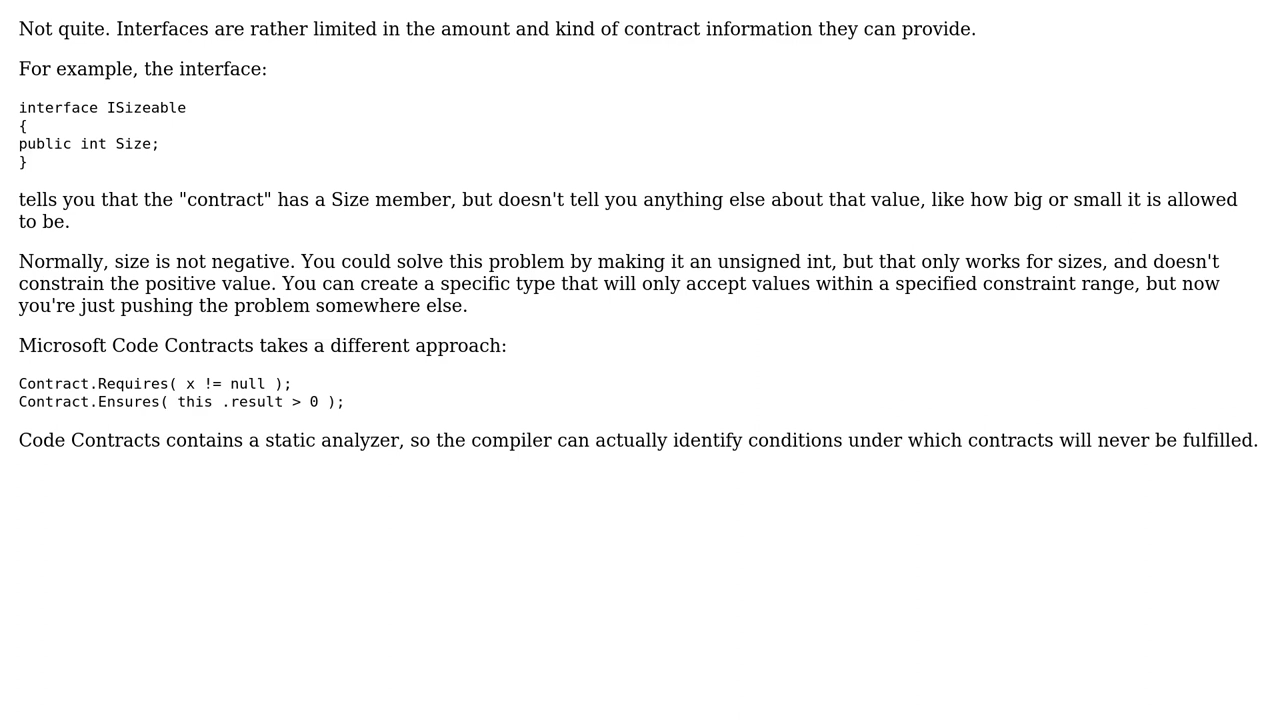 Not quite. Interfaces are rather limited in the amount and kind of contract information they can provide.
For example, the interface:
interface ISizeable
{
public int Size;
}
tells you that the "contract" has a Size member, but doesn't tell you anything else about that value, like how big or small it is allowed
to be.
Normally, size is not negative. You could solve this problem by making it an unsigned int, but that only works for sizes, and doesn't
constrain the positive value. You can create a specific type that will only accept values within a specified constraint range, but now
you're just pushing the problem somewhere else.
Microsoft Code Contracts takes a different approach:
Contract.Requires( x != null );
Contract.Ensures( this .result > 0 );
Code Contracts contains a static analyzer, so the compiler can actually identify conditions under which contracts will never be fulfilled.